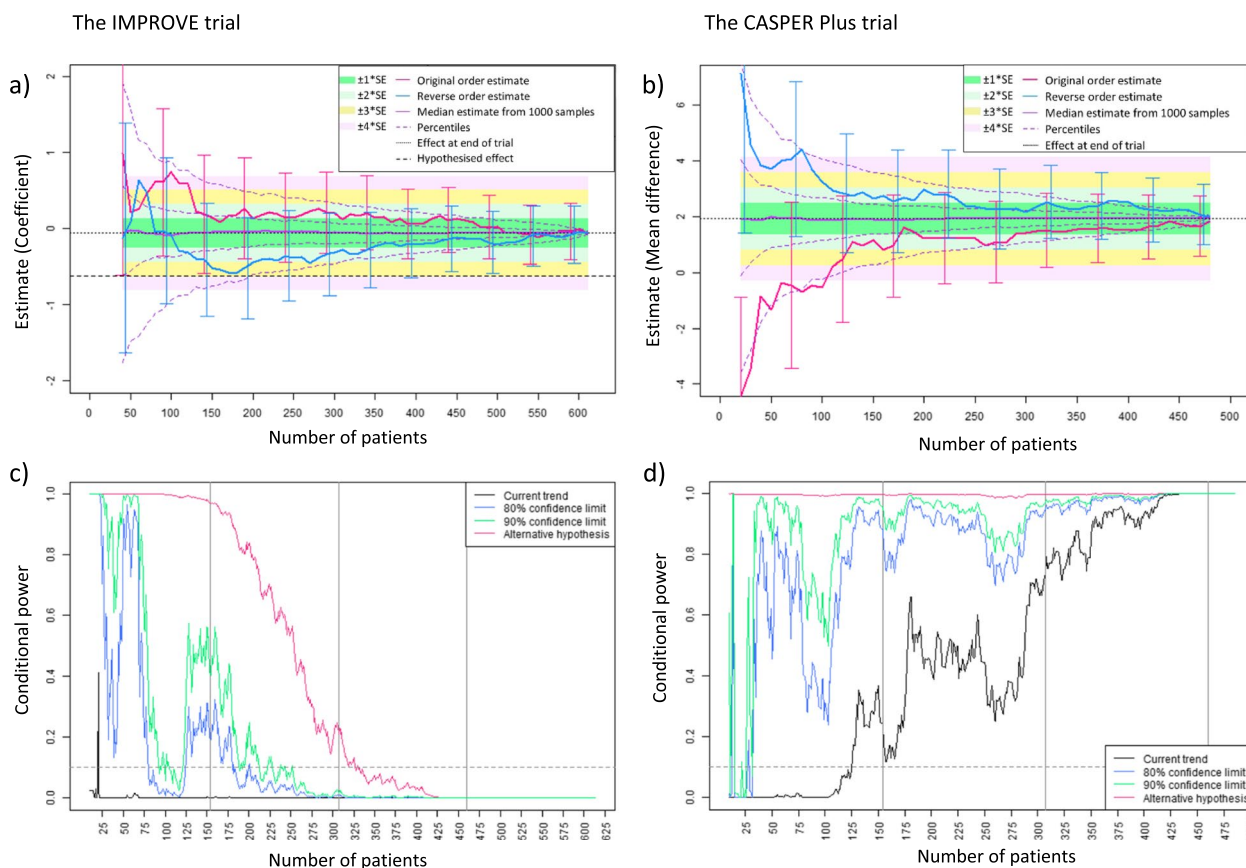 The IMPROVE trial
The CASPER Plus trial
a)
Estimate (Coefficient)
2
1
0
-1
-2
±1*SE
±2*SE
±3*SE
±4*SE
Original order estimate
Reverse order estimate
Median estimate from 1000 samples
Percentiles
Effect at end of trial
Hypothesised effect
0 50 100 150 200 250 300 350 400 450 500 550 600
Number of patients
b)
Estimate (Mean difference)
6
4
2
0
-2
-4
±1*SE
±2*SE
±3*SE
±4*SE
Original order estimate
Reverse order estimate
Median estimate from 1000 samples
Percentiles
Effect at end of trial
0 50 100 150 200 250 300 350 400 450 500
Number of patients
c)
Conditional power
1.0
0.8
0.6
0.4
0.2
0.0
Current trend
80% confidence limit
90% confidence limit
Alternative hypothesis
25 50 75 100 125 150 175 200 225 250 275 300 325 350 375 400 425 450 475 500 525 550 575 600 625
Number of patients
d)
Conditional power
1.0
0.8
0.6
0.4
0.2
0.0
Current trend
80% confidence limit
90% confidence limit
Alternative hypothesis
25 50 75 100 125 150 175 200 225 250 275 300 325 350 375 400 425 450 475
Number of patients